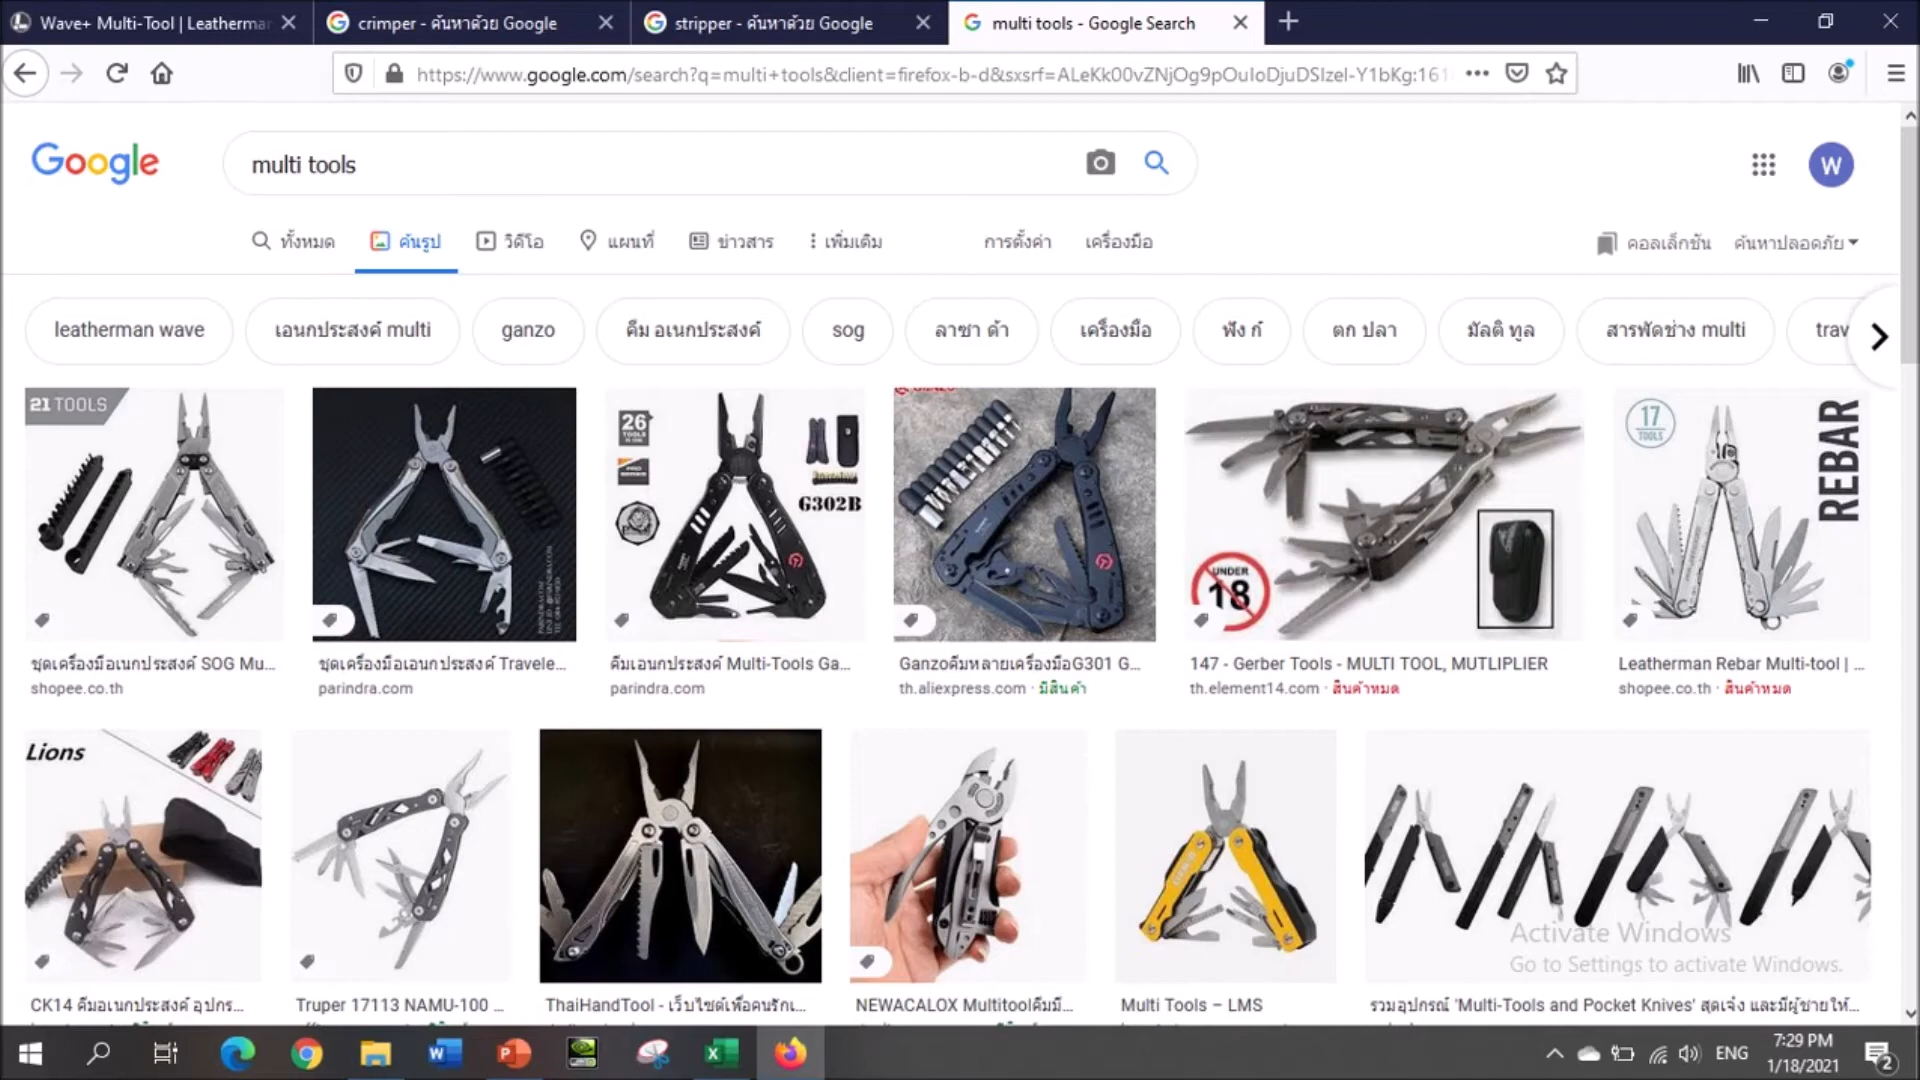 Wave+ Multi-Tool | Leatherman
crimper - ค้นหาด้วย Google
stripper - ค้นหาด้วย Google
multi tools - Google Search
https://www.google.com/search?q=multi+tools&client=firefox-b-d&sxsrf=ALeKk00vZNjOg9pOuIoDjuDSIzel-Y1bKg:161
Google
multi tools
W
ทั้งหมด
ค้นรูป
วิดีโอ
แผนที่
ข่าวสาร
เพิ่มเติม
การตั้งค่า
เครื่องมือ
คอลเล็กชัน
ค้นหาปลอดภัย
leatherman wave
เอนกประสงค์ multi
ganzo
คีม อเนกประสงค์
sog
ลาซา ด้า
เครื่องมือ
ฟัง ก์
ตก ปลา
มัลติ ทูล
สารพัดช่าง multi
trav
21 TOOLS
26
TOOLS
G302B
UNDER
18
17
TOOLS
REBAR
ชุดเครื่องมือเนกประสงค์ SOG Mu...
shopee.co.th
ชุดเครื่องมือเอนกประสงค์ Travele...
parindra.com
คีมเอนกประสงค์ Multi-Tools Ga...
parindra.com
Ganzoคีมหลายเครื่องมือG301 G...
th.aliexpress.com · มีสินค้า
147 - Gerber Tools - MULTI TOOL, MUTLIPLIER
th.element14.com · สินค้าหมด
Leatherman Rebar Multi-tool | ...
shopee.co.th · สินค้าหมด
Lions
CK14 คีมอเนกประสงค์ อุปกร...
Truper 17113 NAMU-100 ...
ThaiHandTool - เว็บไซต์เพื่อคนรักเ...
NEWACALOX Multitoolคีมมี...
Multi Tools – LMS
รวมอุปกรณ์ 'Multi-Tools and Pocket Knives' สุดเจ๋ง และมีผู้ชายให้...
Activate Windows
Go to Settings to activate Windows.
ENG
7:29 PM
1/18/2021
2